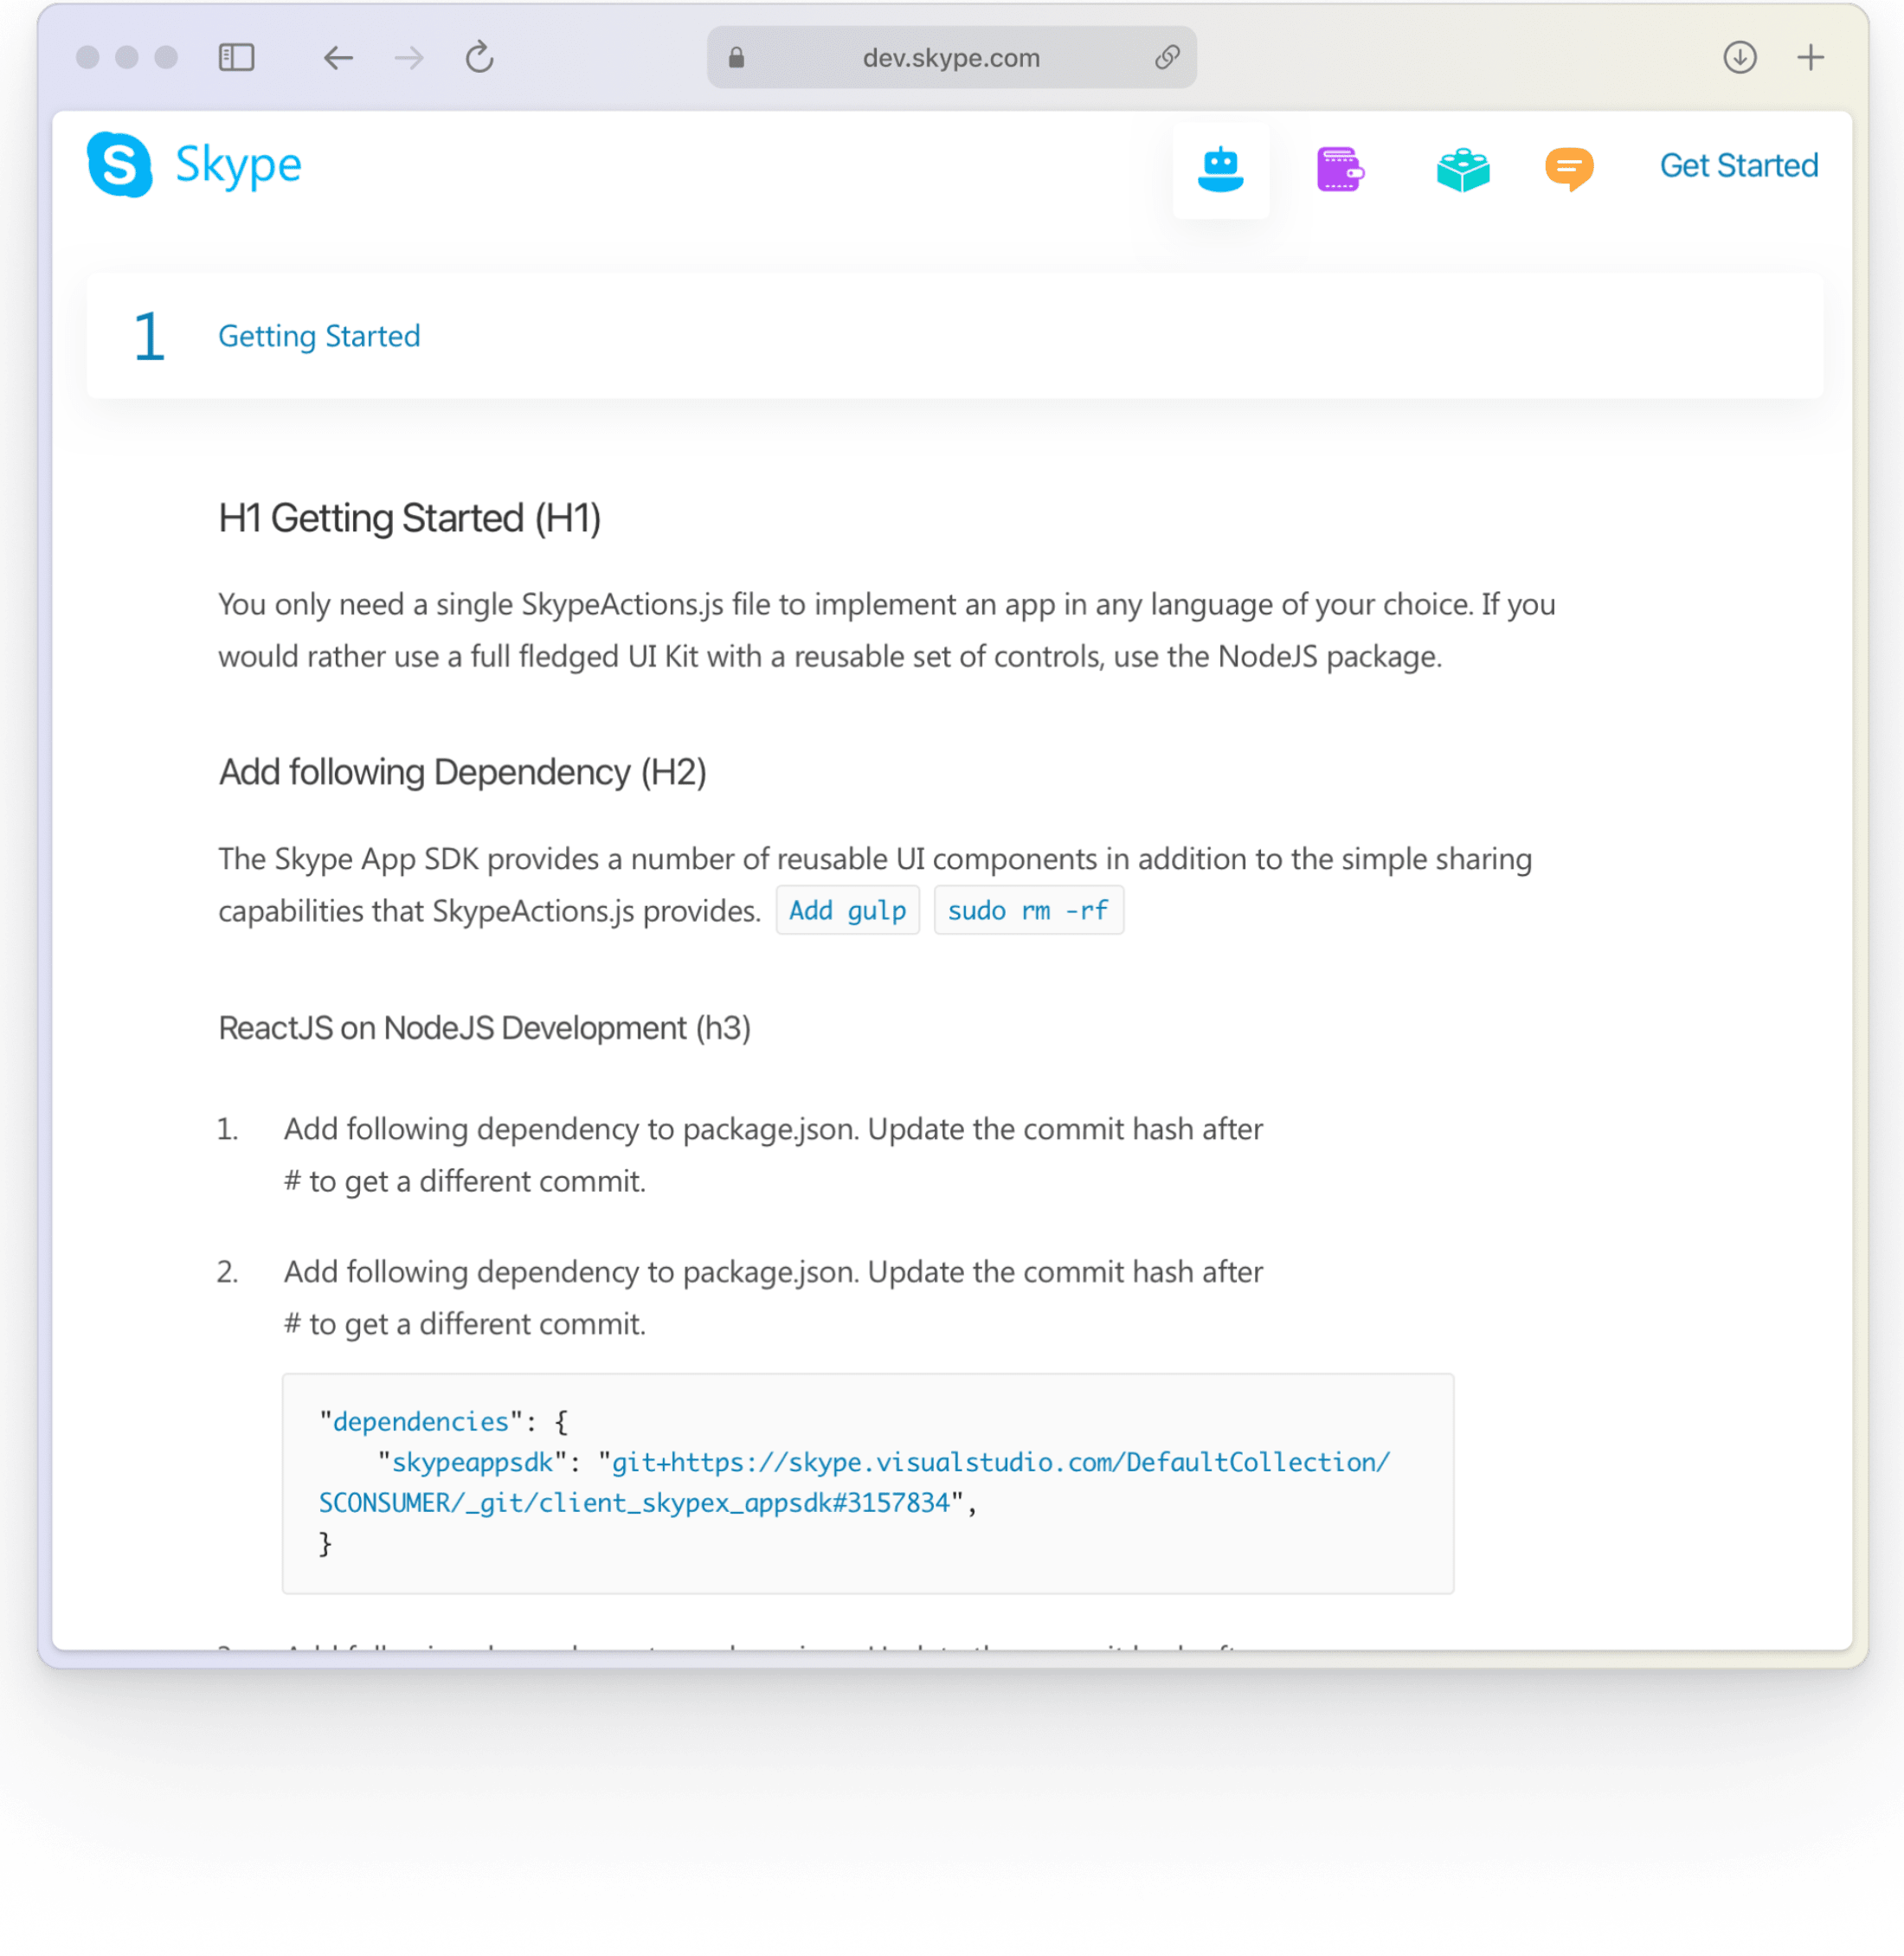 dev.skype.com
Skype
Get Started
1 Getting Started
H1 Getting Started (H1)
You only need a single SkypeActions.js file to implement an app in any language of your choice. If you
would rather use a full fledged UI Kit with a reusable set of controls, use the NodeJS package.
Add following Dependency (H2)
The Skype App SDK provides a number of reusable UI components in addition to the simple sharing
capabilities that SkypeActions.js provides. Add gulp sudo rm -rf
ReactJS on NodeJS Development (h3)
1. Add following dependency to package.json. Update the commit hash after
# to get a different commit.
2. Add following dependency to package.json. Update the commit hash after
# to get a different commit.
"dependencies": {
"skypeappsdk": "git+https://skype.visualstudio.com/DefaultCollection/
SCONSUMER/_git/client_skypex_appsdk#3157834",
}